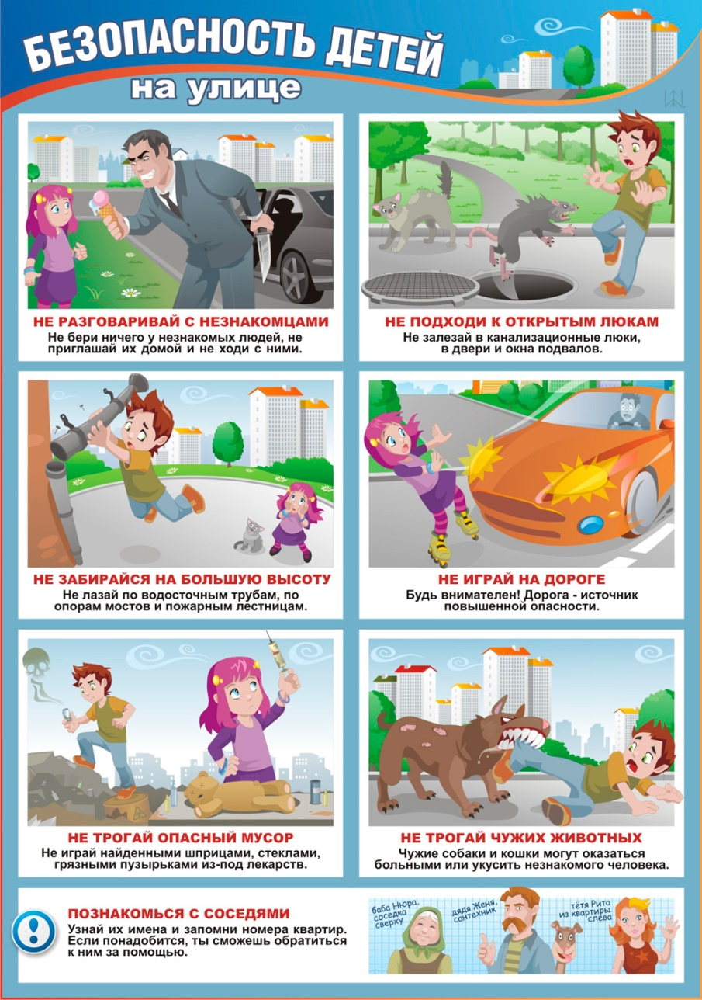 БЕЗОПАСНОСТЬ ДЕТЕЙ
на улице
НЕ РАЗГОВАРИВАЙ С НЕЗНАКОМЦАМИ
Не бери ничего у незнакомых людей, не
приглашай их домой и не ходи с ними.
НЕ ПОДХОДИ К ОТКРЫТЫМ ЛЮКАМ
Не залезай в канализационные люки,
в двери и окна подвалов.
НЕ ЗАБИРАЙСЯ НА БОЛЬШУЮ ВЫСОТУ
Не лазай по водосточным трубам, по
опорам мостов и пожарным лестницам.
НЕ ИГРАЙ НА ДОРОГЕ
Будь внимателен! Дорога - источник
повышенной опасности.
НЕ ТРОГАЙ ОПАСНЫЙ МУСОР
Не играй найденными шприцами, стеклами,
грязными пузырьками из-под лекарств.
НЕ ТРОГАЙ ЧУЖИХ ЖИВОТНЫХ
Чужие собаки и кошки могут оказаться
больными или укусить незнакомого человека.
ПОЗНАКОМЬСЯ С СОСЕДЯМИ
Узнай их имена и запомни номера квартир.
Если понадобится, ты сможешь обратиться
к ним за помощью.
баба Нюра,
соседка
сверху
дядя Женя,
сантехник
тётя Рита
из квартиры
слева